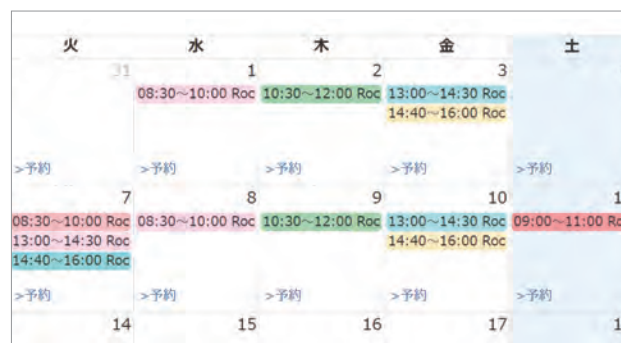 火 水 木 金 土
31 1 2 3
08:30～10:00 Roc 10:30～12:00 Roc 13:00～14:30 Roc
14:40～16:00 Roc
>予約 >予約 >予約 >予約 >予約
7 8 9 10 1
08:30～10:00 Roc 08:30～10:00 Roc 10:30～12:00 Roc 13:00～14:30 Roc 09:00～11:00 Ro
13:00～14:30 Roc 14:40～16:00 Roc
14:40～16:00 Roc
>予約 >予約 >予約 >予約 >予約
14 15 16 17 1